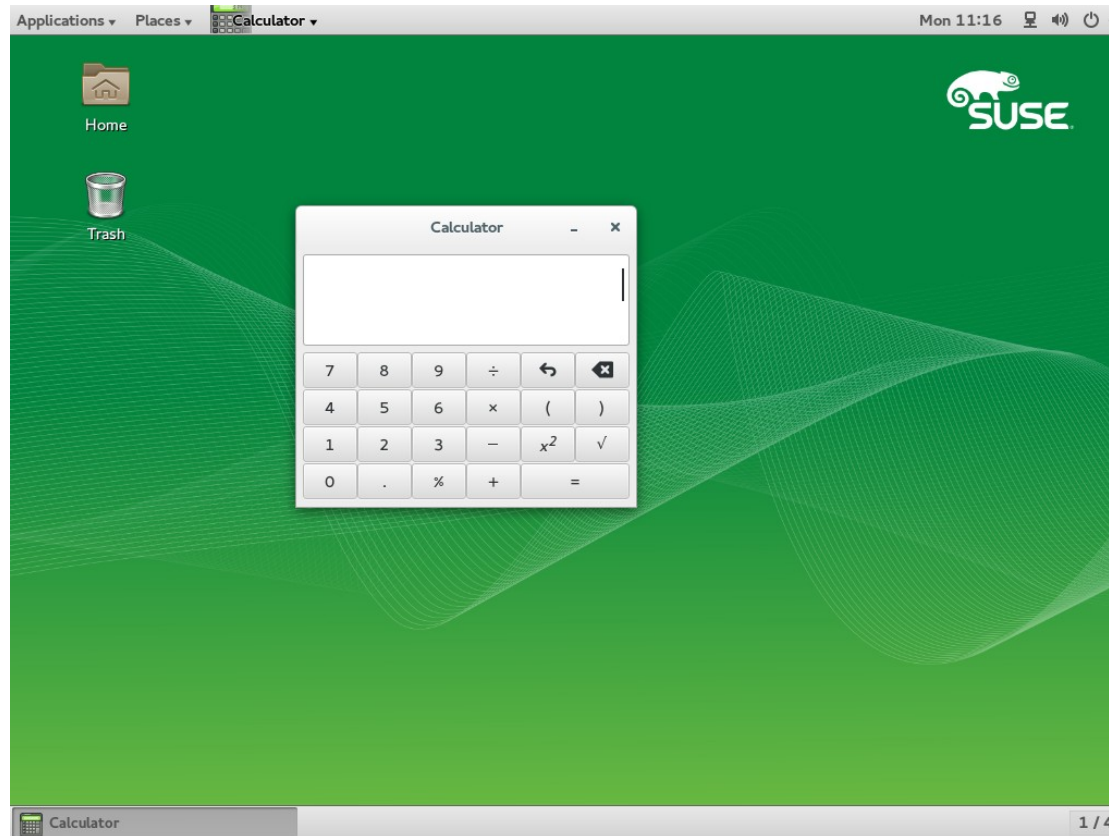 Applications Places Calculator Mon 11:16
Home
SUSE
Trash
Calculator
7 8 9 ÷
4 5 6 × ( )
1 2 3 − x² √
0 . % + =
Calculator 1 / 4